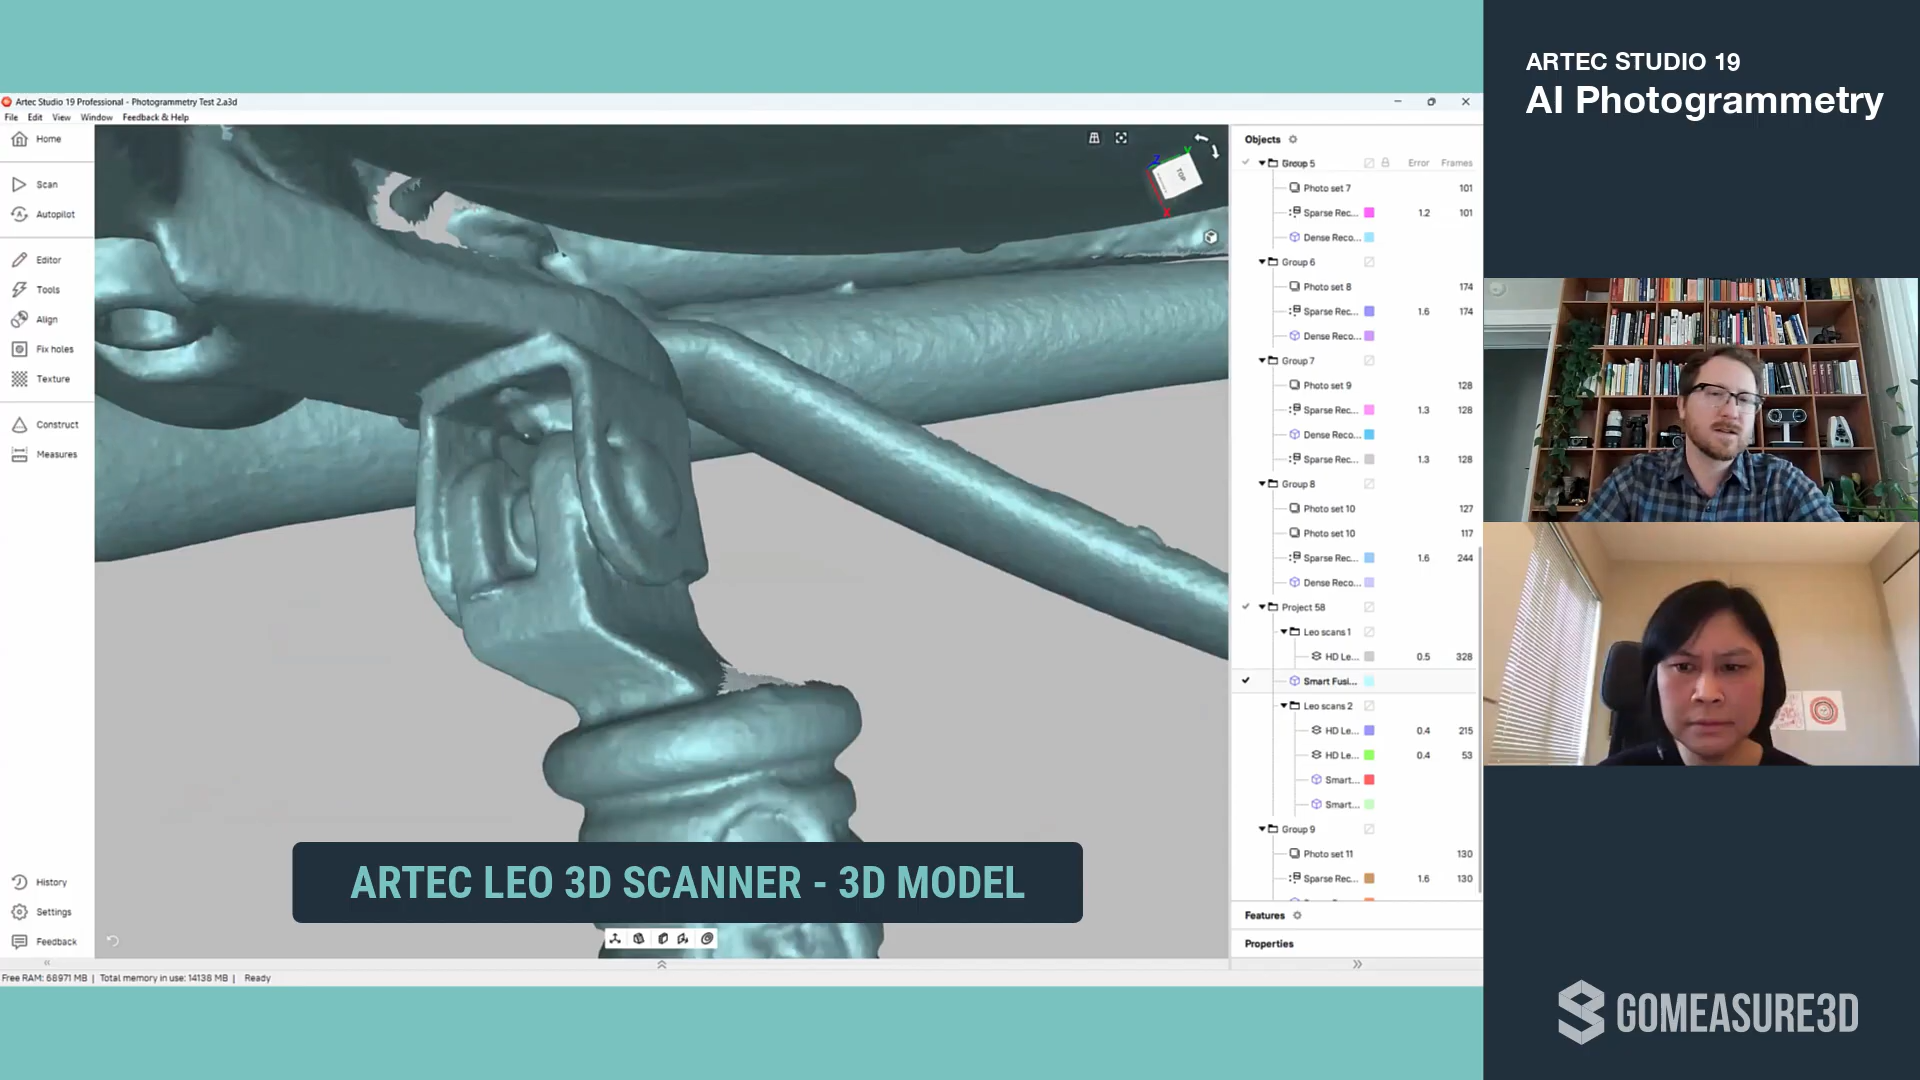 Artec Studio 19 Professional - Photogrammetry Test 2.a3d
File Edit View Window Feedback & Help
Home
Scan
Autopilot
Editor
Tools
Align
Fix holes
Texture
Construct
Measures
History
Settings
Feedback
Free RAM: 68971 MB | Total memory in use: 14138 MB | Ready
TOP
Z
Y
X
ARTEC LEO 3D SCANNER - 3D MODEL
Objects
Group 5 Error Frames
Photo set 7 101
Sparse Rec... 1.2 101
Dense Reco...
Group 6
Photo set 8 174
Sparse Rec... 1.6 174
Dense Reco...
Group 7
Photo set 9 128
Sparse Rec... 1.3 128
Dense Reco...
Sparse Rec... 1.3 128
Group 8
Photo set 10 127
Photo set 10 117
Sparse Rec... 1.6 244
Dense Reco...
Project 58
Leo scans 1
HD Le... 0.5 328
Smart Fusi...
Leo scans 2
HD Le... 0.4 215
HD Le... 0.4 53
Smart...
Smart...
Group 9
Photo set 11 130
Sparse Rec... 1.6 130
Features
Properties
ARTEC STUDIO 19
AI Photogrammetry
GOMEASURE3D